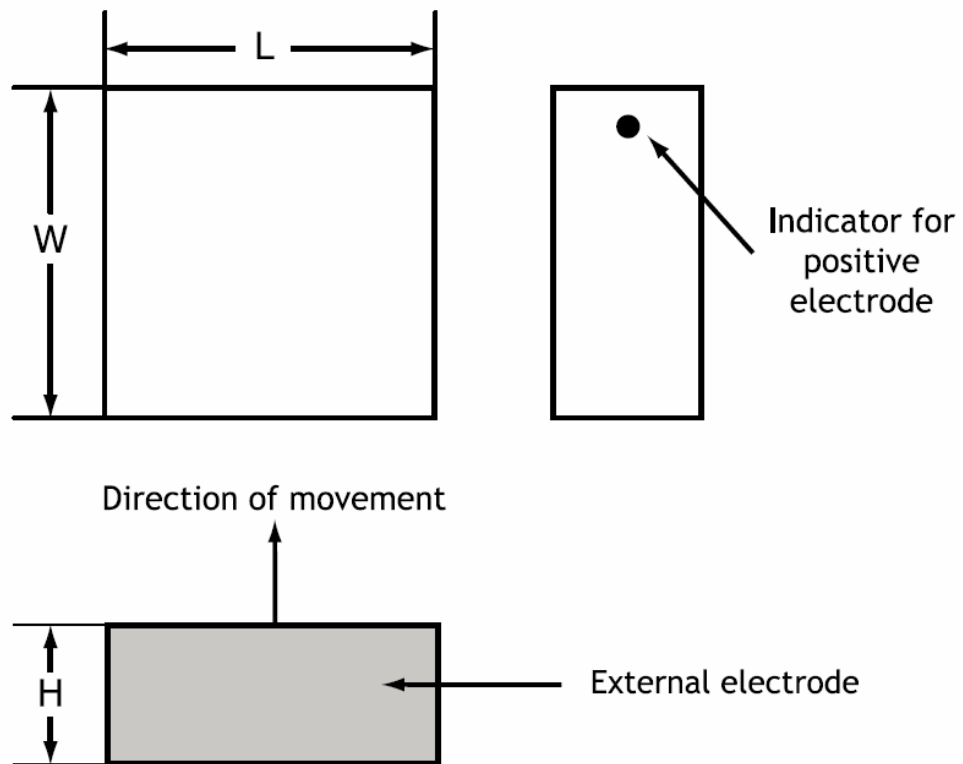 L
W
Indicator for
positive
electrode
Direction of movement
H
External electrode